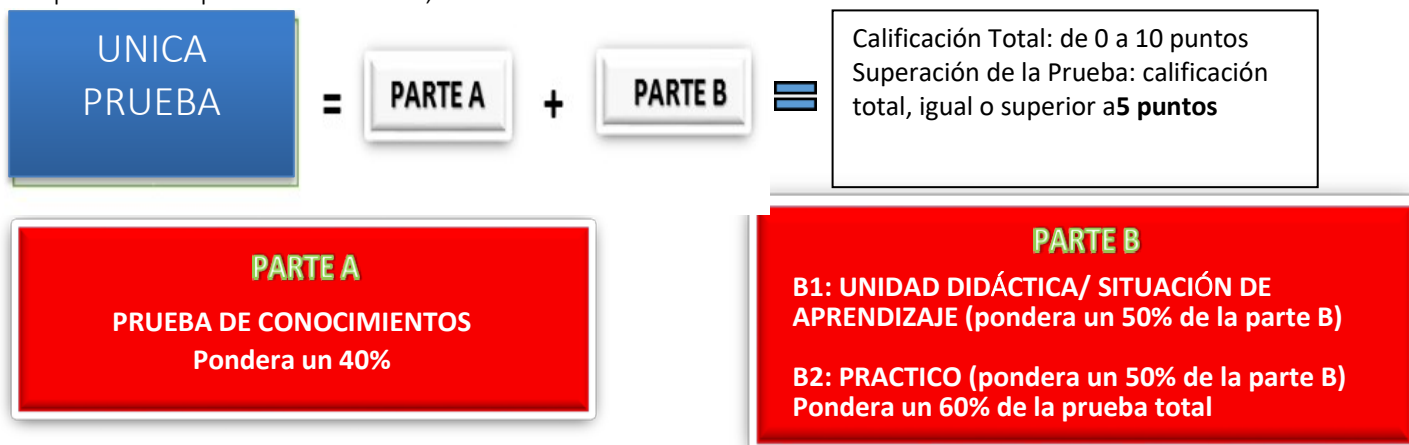 UNICA
PRUEBA
=
PARTE A
+
PARTE B
=
Calificación Total: de 0 a 10 puntos
Superación de la Prueba: calificación
total, igual o superior a5 puntos
PARTE A
PRUEBA DE CONOCIMIENTOS
Pondera un 40%
PARTE B
B1: UNIDAD DIDÁCTICA/ SITUACIÓN DE
APRENDIZAJE (pondera un 50% de la parte B)
B2: PRACTICO (pondera un 50% de la parte B)
Pondera un 60% de la prueba total